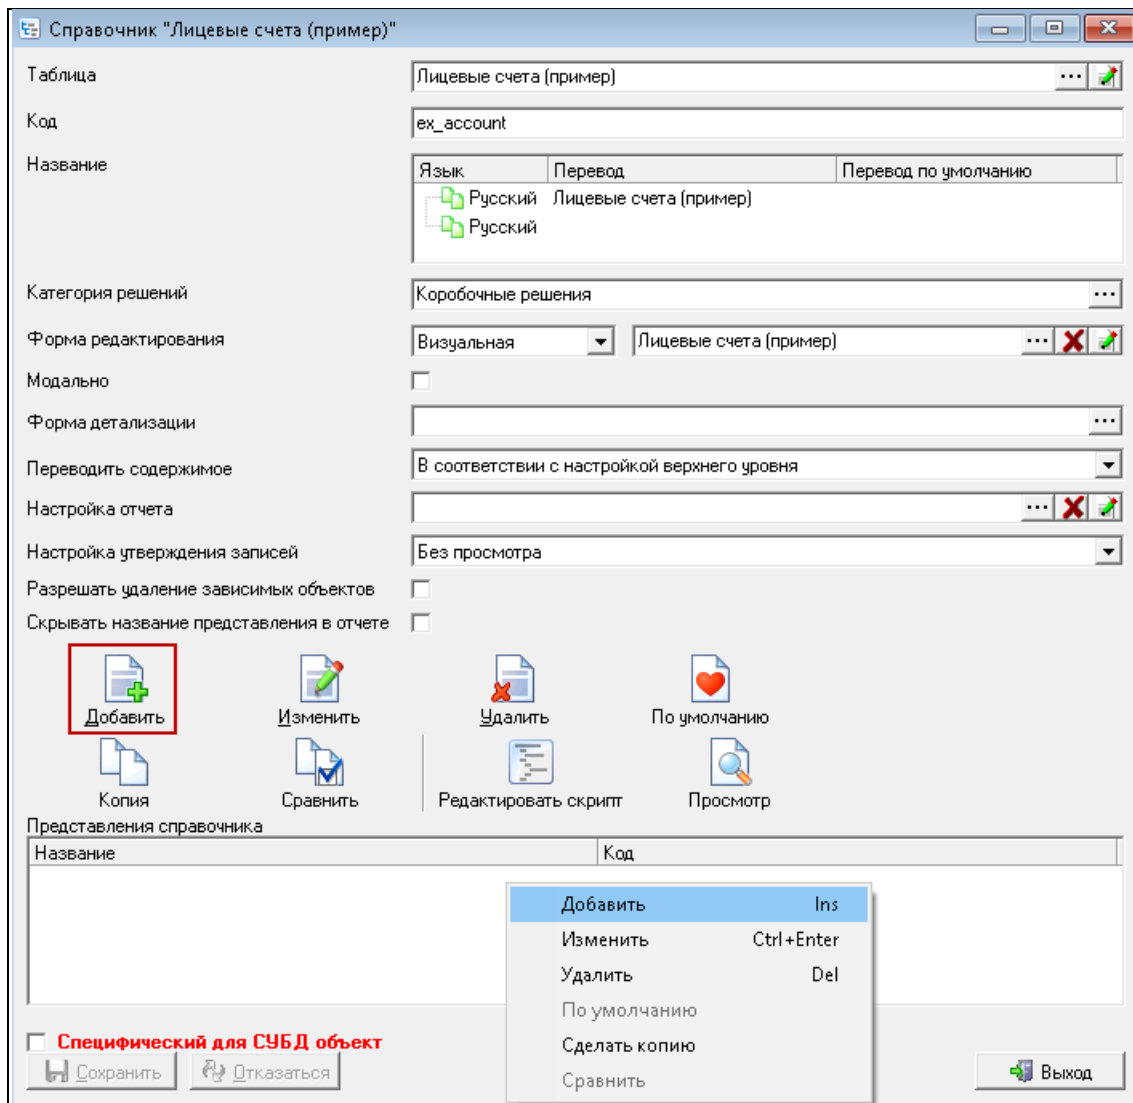 Справочник "Лицевые счета (пример)"
Таблица Лицевые счета (пример) ...
Код ex_account
Название Язык Перевод Перевод по умолчанию
Русский Лицевые счета (пример)
Русский
Категория решений Коробочные решения ...
Форма редактирования Визуальная Лицевые счета (пример) ...
Модально
Форма детализации ...
Переводить содержимое В соответствии с настройкой верхнего уровня
Настройка отчета ...
Настройка утверждения записей Без просмотра
Разрешать удаление зависимых объектов
Скрывать название представления в отчете
Добавить Изменить Удалить По умолчанию
Копия Сравнить Редактировать скрипт Просмотр
Представления справочника
Название Код
Добавить Ins
Изменить Ctrl+Enter
Удалить Del
По умолчанию
Сделать копию
Сравнить
Специфический для СУБД объект
Сохранить Отказаться Выход